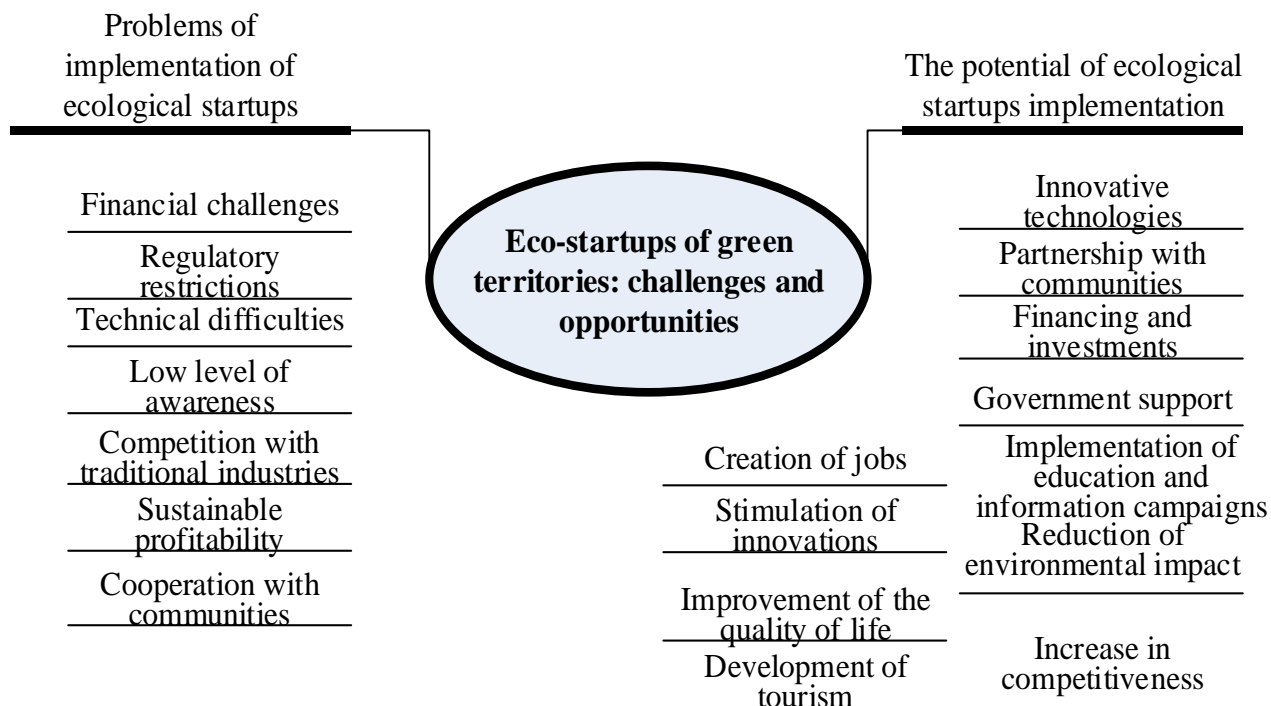 Problems of
implementation of
ecological startups
Financial challenges
Regulatory
restrictions
Technical difficulties
Low level of
awareness
Competition with
traditional industries
Sustainable
profitability
Cooperation with
communities
Eco-startups of green
territories: challenges and
opportunities
The potential of ecological
startups implementation
Innovative
technologies
Partnership with
communities
Financing and
investments
Government support
Implementation of
education and
information campaigns
Reduction of
environmental impact
Increase in
competitiveness
Creation of jobs
Stimulation of
innovations
Improvement of the
quality of life
Development of
tourism